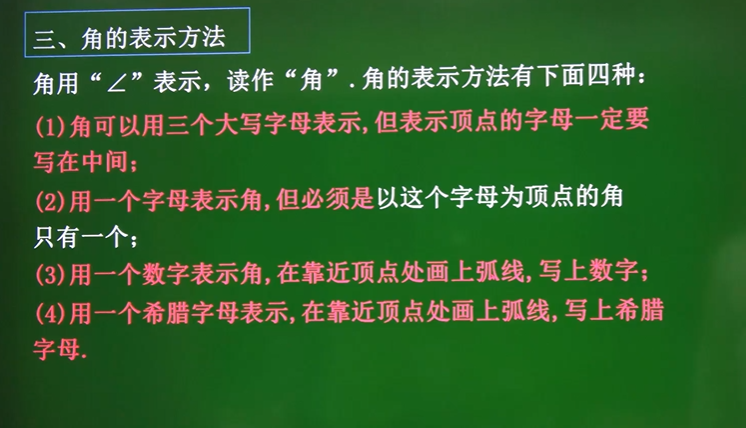 三、角的表示方法
角用“∠”表示，读作“角”.角的表示方法有下面四种：
(1)角可以用三个大写字母表示,但表示顶点的字母一定要
写在中间；
(2)用一个字母表示角,但必须是以这个字母为顶点的角
只有一个；
(3)用一个数字表示角,在靠近顶点处画上弧线,写上数字；
(4)用一个希腊字母表示,在靠近顶点处画上弧线,写上希腊
字母.